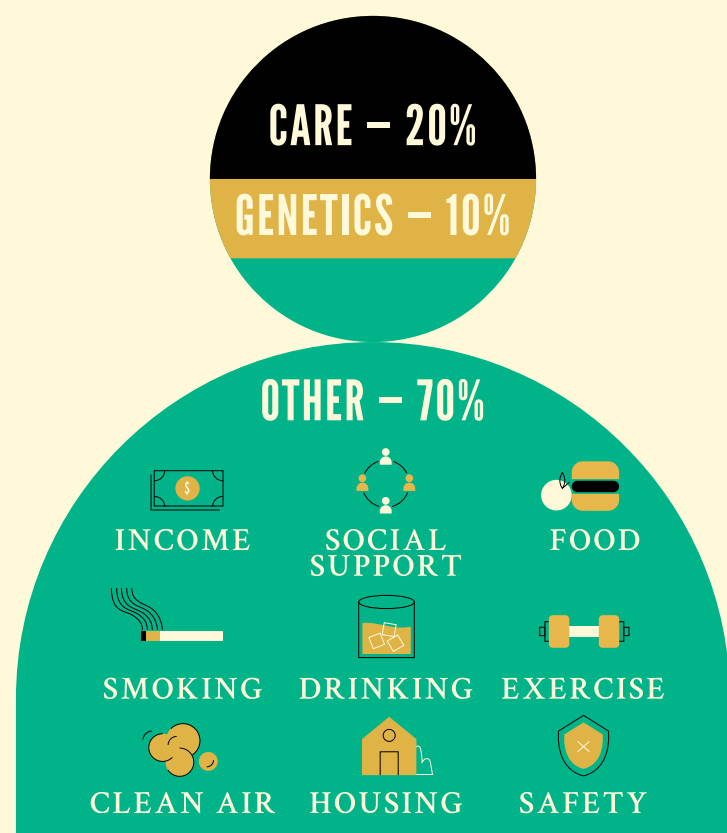 CARE – 20%
GENETICS – 10%
OTHER – 70%
$
INCOME
SOCIAL
SUPPORT
FOOD
SMOKING
DRINKING
EXERCISE
CLEAN AIR
HOUSING
SAFETY